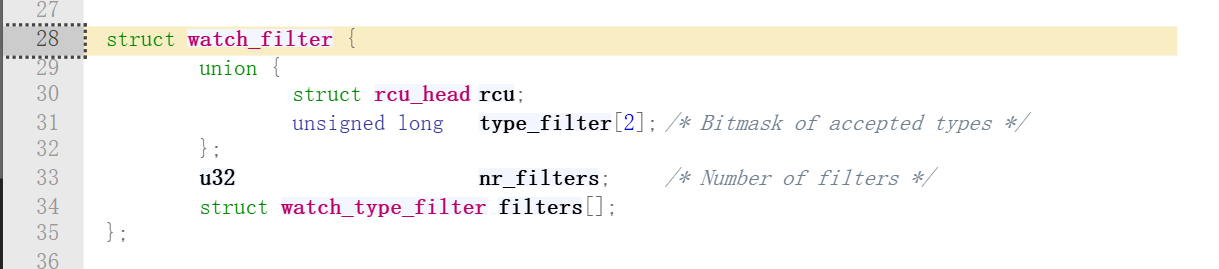 27
28 struct watch_filter {
29 union {
30 struct rcu_head rcu;
31 unsigned long type_filter[2]; /* Bitmask of accepted types */
32 };
33 u32 nr_filters; /* Number of filters */
34 struct watch_type_filter filters[];
35 };
36